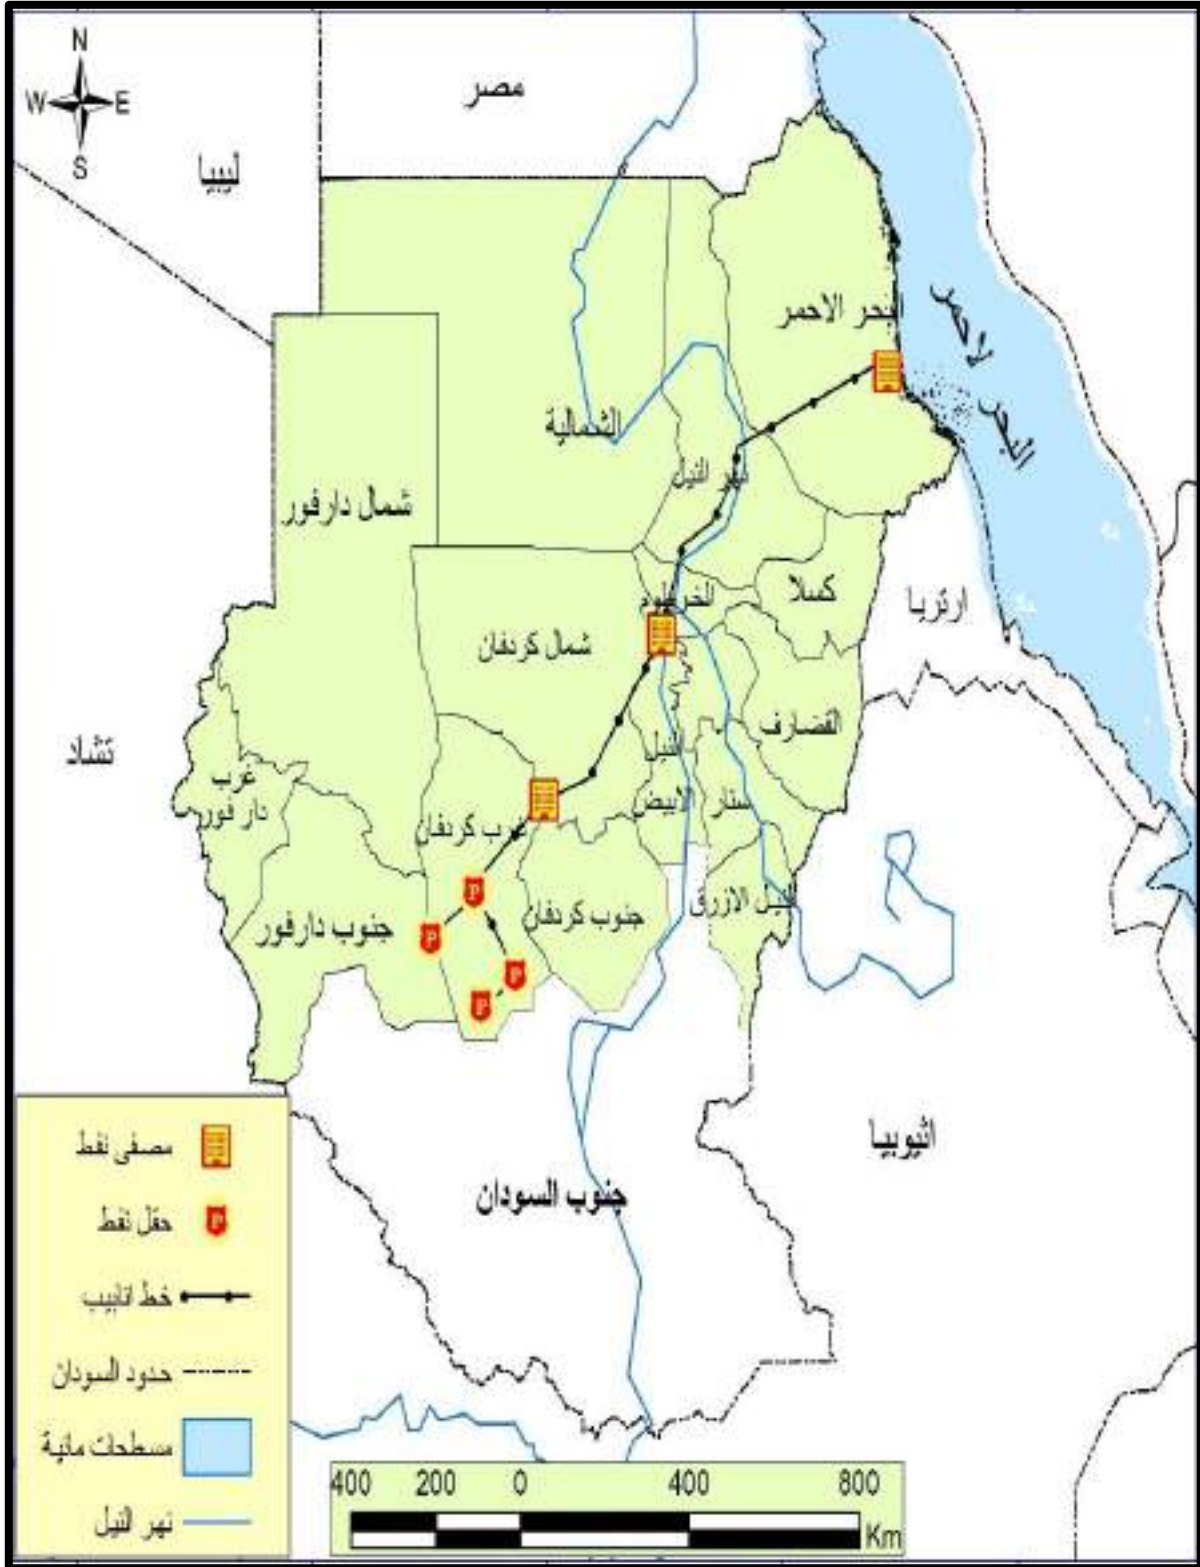 N
W E
S
مصر
ليبيا
البحر الاحمر
البحر
الاحمر
الشمالية
نهر النيل
شمال دارفور
كسلا
الخرطوم
ارتريا
شمال كردفان
القضارف
تشاد
النيل
الابيض
سنار
غرب
دار فور
غرب كردفان
النيل الازرق
جنوب كردفان
جنوب دارفور
P
P
P
P
اثيوبيا
جنوب السودان
مصفى نفط
P حقل نفط
خط انابيب
حدود السودان
مسطحات مائية
نهر النيل
400 200 0 400 800
Km